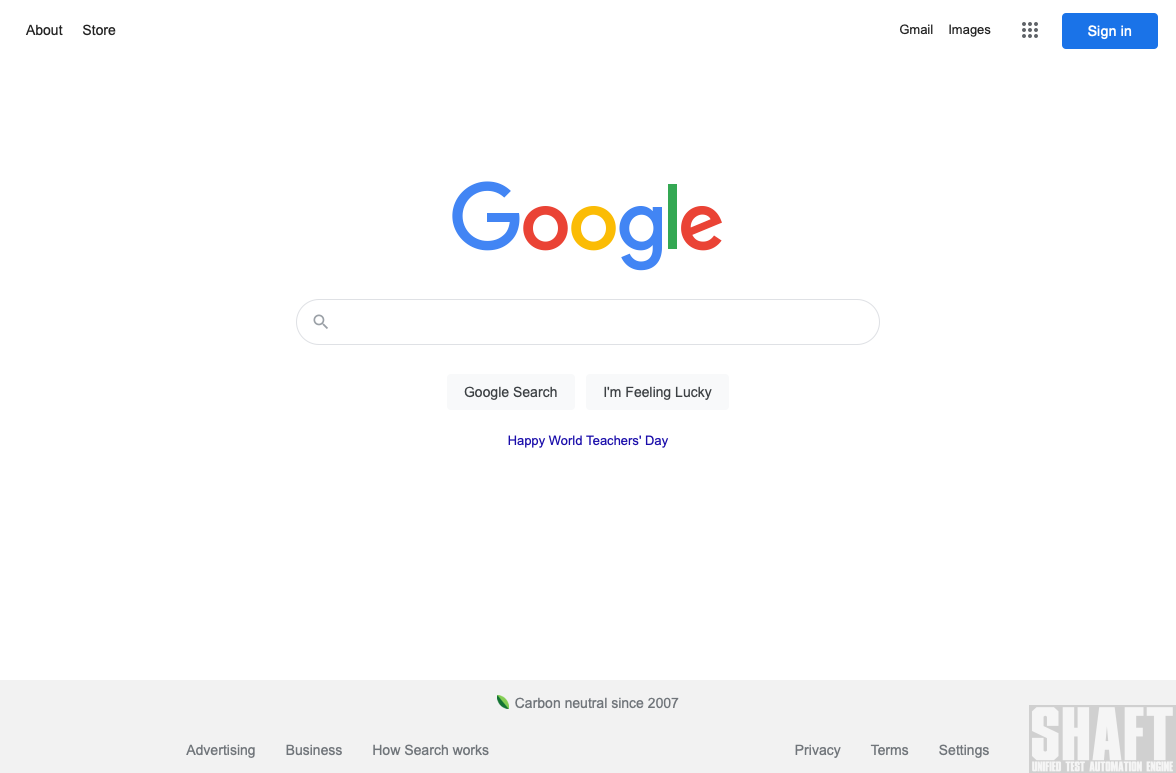 About Store Gmail Images Sign in
Google
Google Search I'm Feeling Lucky
Happy World Teachers' Day
Carbon neutral since 2007
Advertising Business How Search works Privacy Terms Settings
SHAFT
UNIFIED TEST AUTOMATION ENGINE